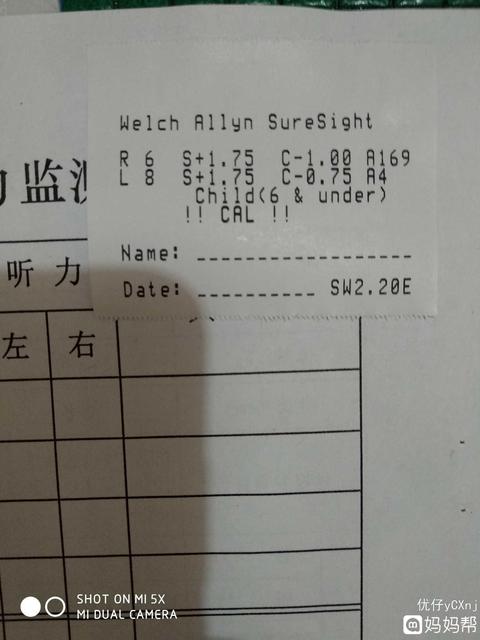 Welch Allyn SureSight
R 6 S+1.75 C-1.00 A169
L 8 S+1.75 C-0.75 A4
Child(6 & under)
!! CAL !!
Name:
Date: SW2.20E
监测
听力
左 右
SHOT ON MI 5X
MI DUAL CAMERA
优仔yCXnj
妈妈帮